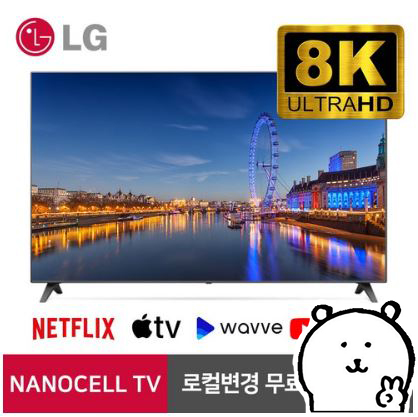 LG
8K
ULTRA HD
NETFLIX tv wavve
NANOCELL TV 로컬변경 무료